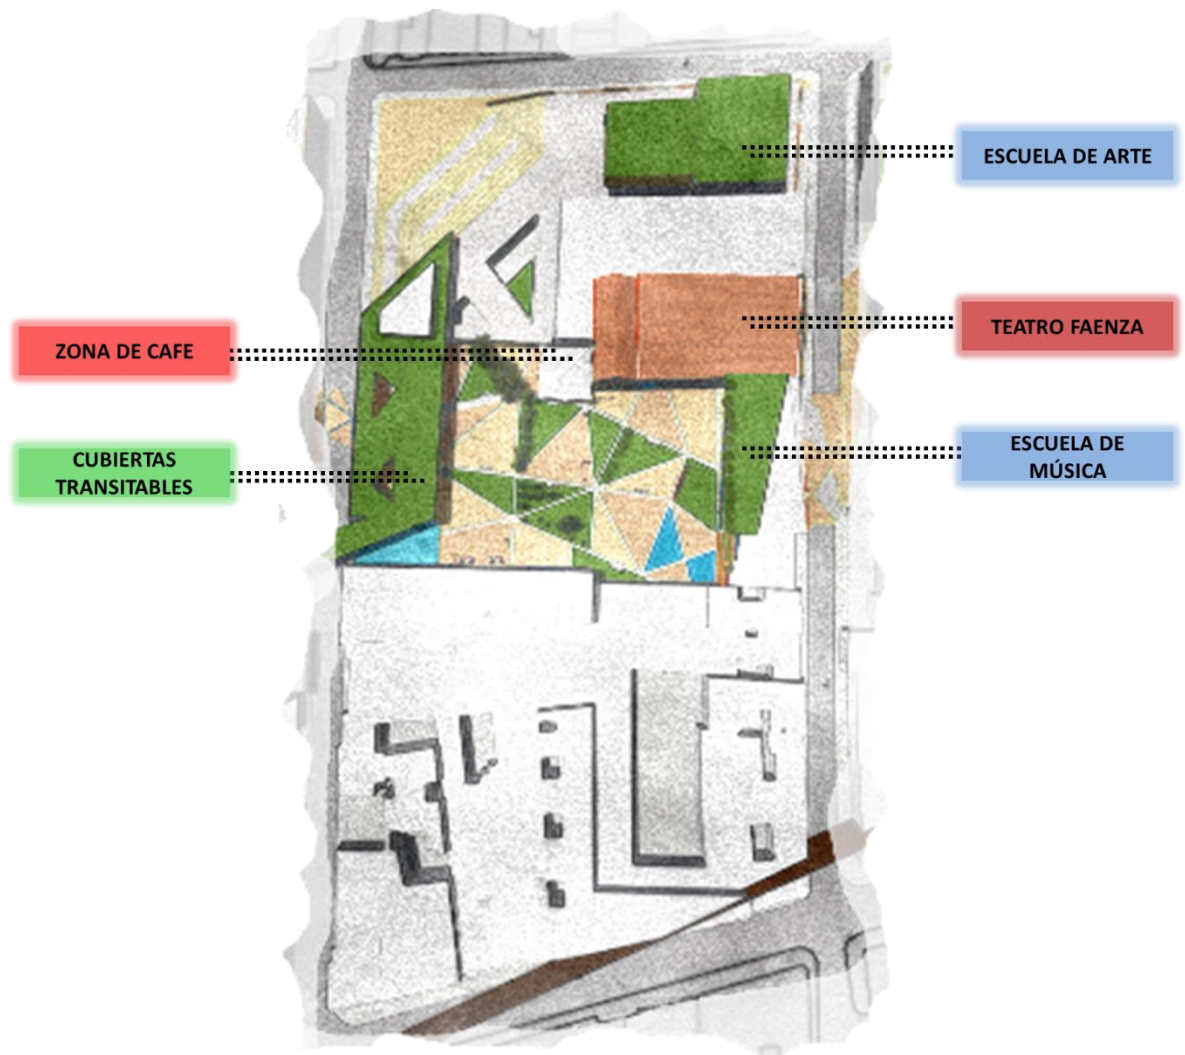 ESCUELA DE ARTE
TEATRO FAENZA
ZONA DE CAFE
ESCUELA DE
MÚSICA
CUBIERTAS
TRANSITABLES